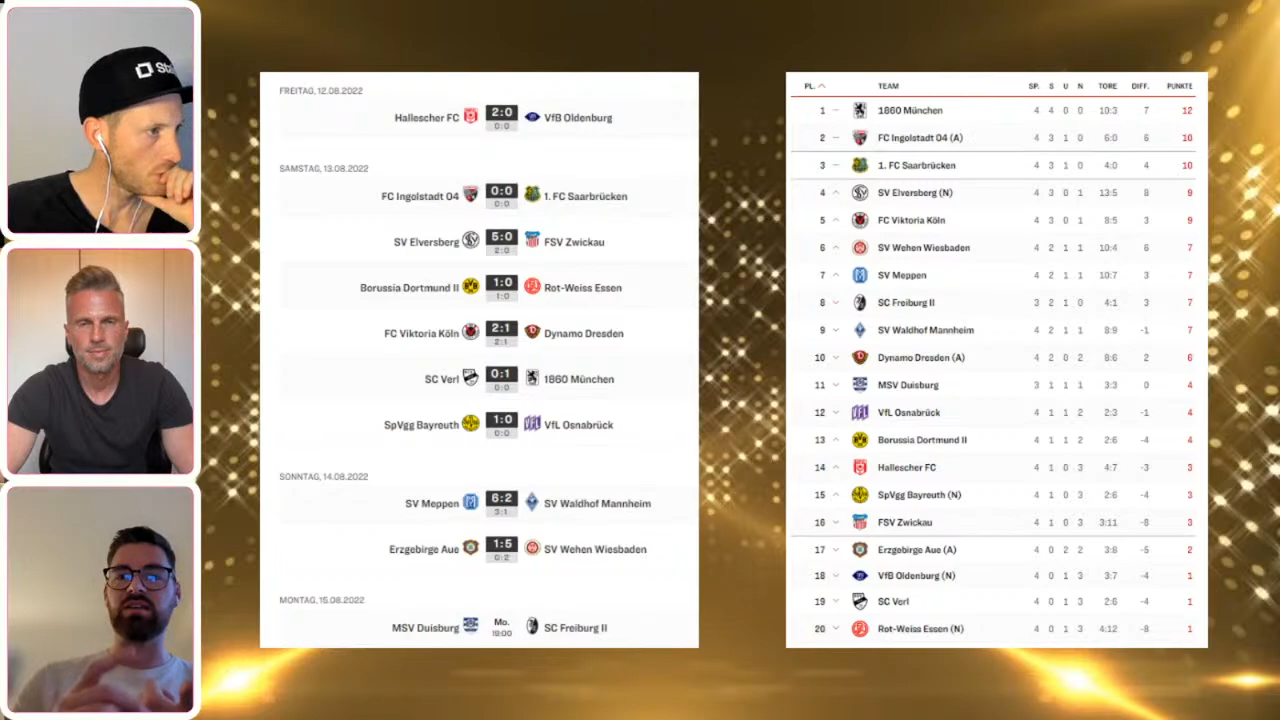 FREITAG, 12.08.2022
Hallescher FC 2:0 VfB Oldenburg
0:0
SAMSTAG, 13.08.2022
FC Ingolstadt 04 0:0 1. FC Saarbrücken
0:0
SV Elversberg 5:0 FSV Zwickau
2:0
Borussia Dortmund II 1:0 Rot-Weiss Essen
1:0
FC Viktoria Köln 2:1 Dynamo Dresden
2:1
SC Verl 0:1 1860 München
0:0
SpVgg Bayreuth 1:0 VfL Osnabrück
0:0
SONNTAG, 14.08.2022
SV Meppen 6:2 SV Waldhof Mannheim
3:1
Erzgebirge Aue 1:5 SV Wehen Wiesbaden
0:2
MONTAG, 15.08.2022
MSV Duisburg Mo. SC Freiburg II
19:00
PL. TEAM SP. S U N TORE DIFF. PUNKTE
1 1860 München 4 4 0 0 10:3 7 12
2 FC Ingolstadt 04 (A) 4 3 1 0 6:0 6 10
3 1. FC Saarbrücken 4 3 1 0 4:0 4 10
4 SV Elversberg (N) 4 3 0 1 13:5 8 9
5 FC Viktoria Köln 4 3 0 1 8:5 3 9
6 SV Wehen Wiesbaden 4 2 1 1 10:4 6 7
7 SV Meppen 4 2 1 1 10:7 3 7
8 SC Freiburg II 3 2 1 0 4:1 3 7
9 SV Waldhof Mannheim 4 2 1 1 8:9 -1 7
10 Dynamo Dresden (A) 4 2 0 2 8:6 2 6
11 MSV Duisburg 3 1 1 1 3:3 0 4
12 VfL Osnabrück 4 1 1 2 2:3 -1 4
13 Borussia Dortmund II 4 1 1 2 2:6 -4 4
14 Hallescher FC 4 1 0 3 4:7 -3 3
15 SpVgg Bayreuth (N) 4 1 0 3 2:6 -4 3
16 FSV Zwickau 4 1 0 3 3:11 -8 3
17 Erzgebirge Aue (A) 4 0 2 2 3:8 -5 2
18 VfB Oldenburg (N) 4 0 1 3 3:7 -4 1
19 SC Verl 4 0 1 3 2:6 -4 1
20 Rot-Weiss Essen (N) 4 0 1 3 4:12 -8 1